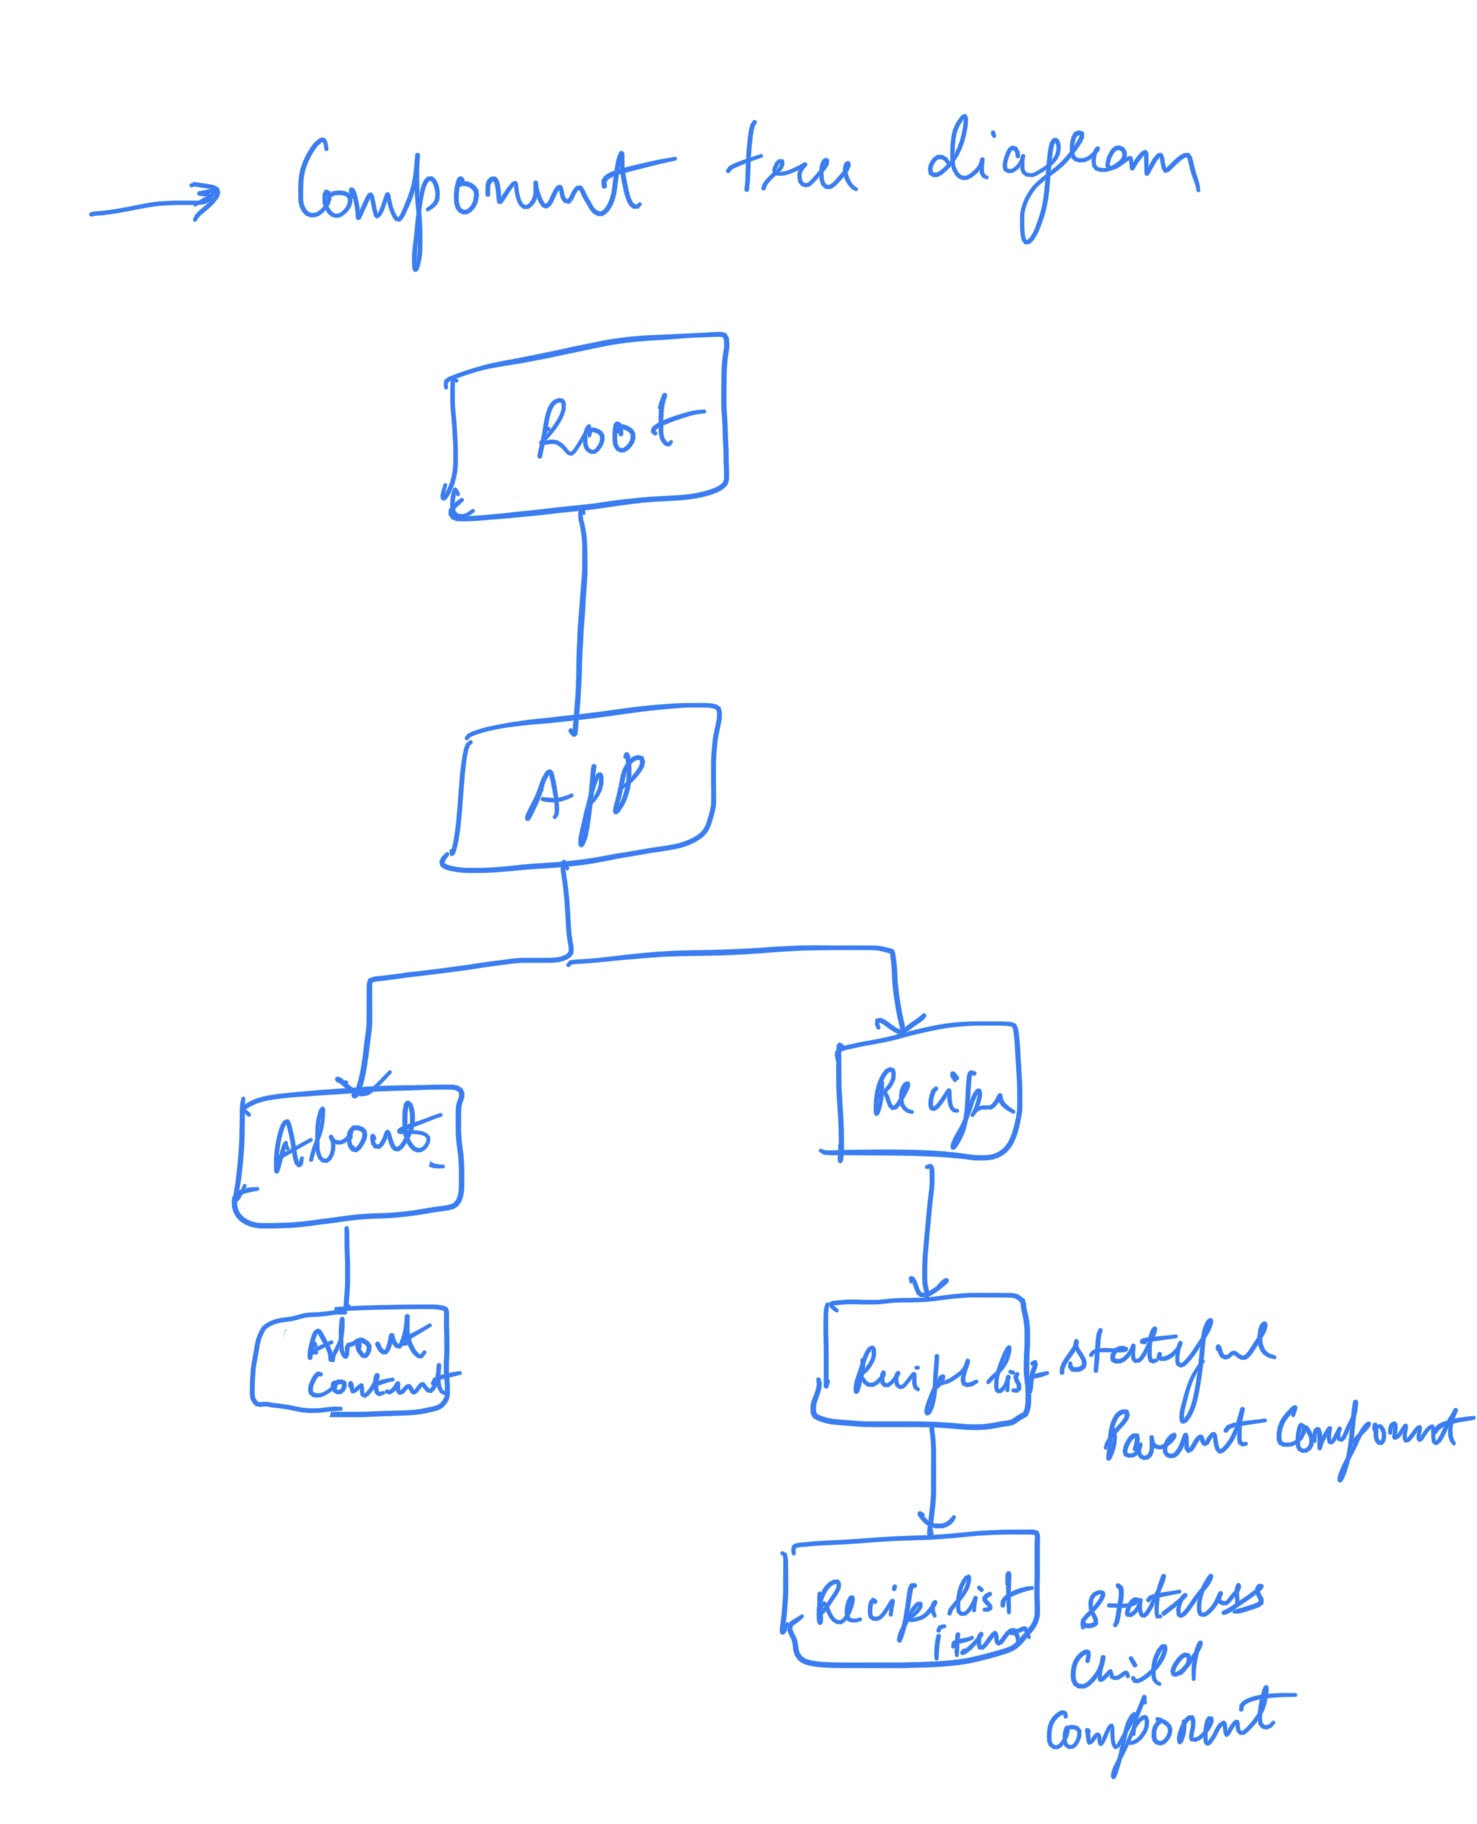 Component tree diagram
Root
App
About
Recipe
About
Content
Recipe list
Stateful
Parent Component
Recipe list
item
Stateless
Child
Component